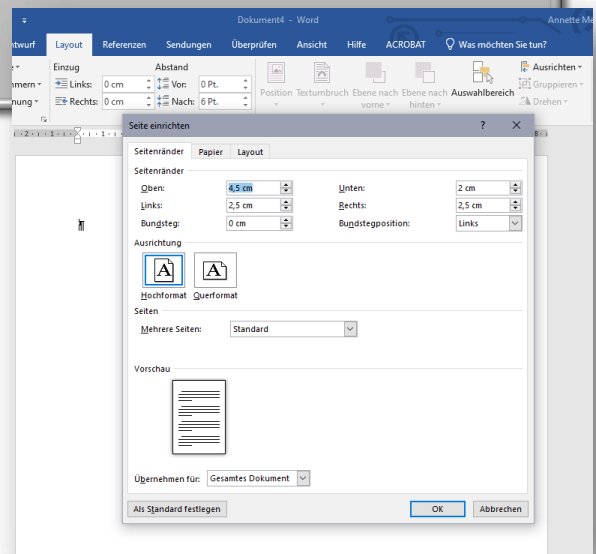 Dokument4 - Word
Annette Me
ntwurf Layout Referenzen Sendungen Überprüfen Ansicht Hilfe ACROBAT Was möchten Sie tun?
Einzug Abstand
Links: 0 cm Vor: 0 Pt.
Rechts: 0 cm Nach: 6 Pt.
mmern
nung
Position Textumbruch Ebene nach vorne Ebene nach hinten Auswahlbereich
Ausrichten
Gruppieren
Drehen
Seite einrichten ? ×
Seitenränder Papier Layout
Seitenränder
Oben: 4,5 cm Unten: 2 cm
Links: 2,5 cm Rechts: 2,5 cm
Bundsteg: 0 cm Bundstegposition: Links
Ausrichtung
Hochformat Querformat
Seiten
Mehrere Seiten: Standard
Vorschau
Übernehmen für: Gesamtes Dokument
Als Standard festlegen OK Abbrechen
¶